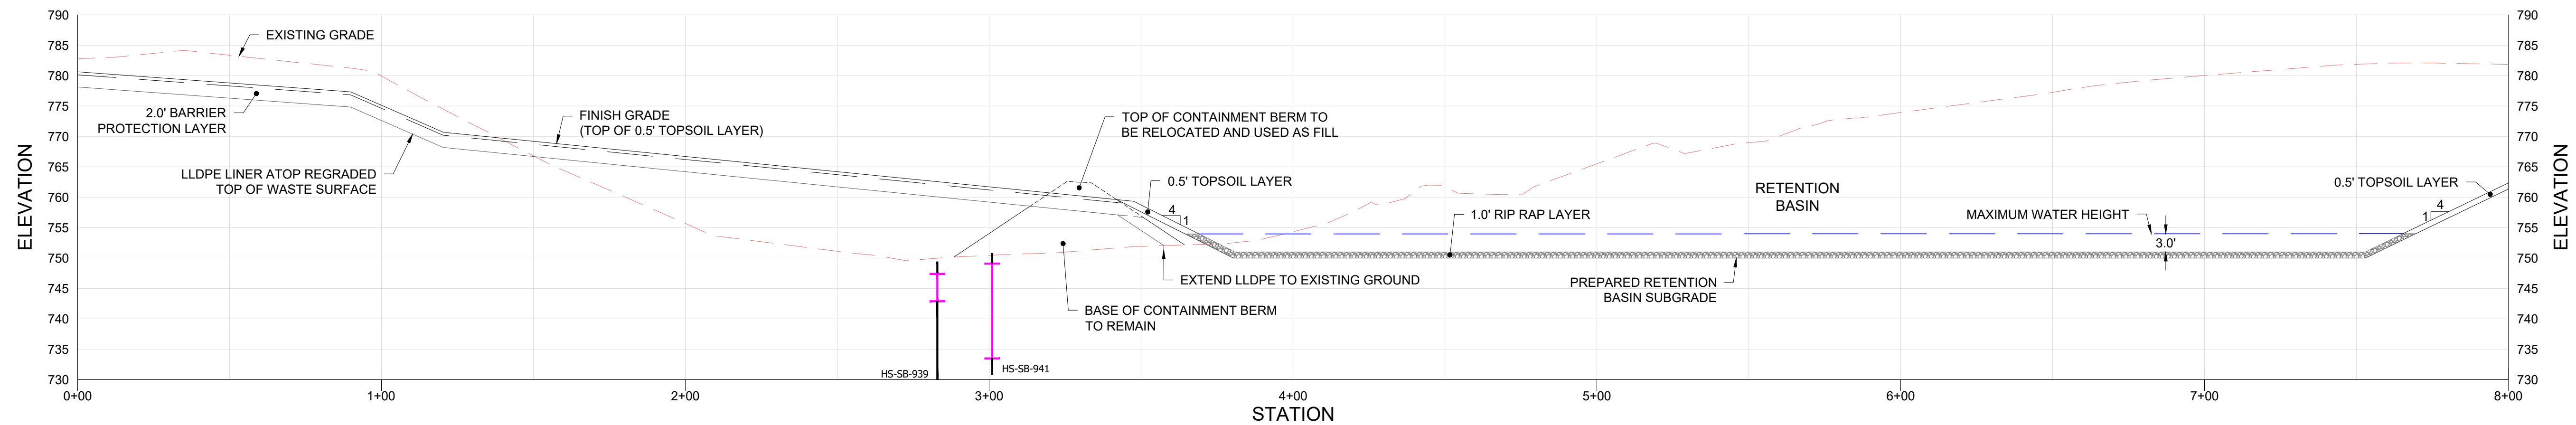 790
785
780
775
770
765
760
755
750
745
740
735
730
ELEVATION
EXISTING GRADE
2.0' BARRIER
PROTECTION LAYER
LLDPE LINER ATOP REGRADED
TOP OF WASTE SURFACE
FINISH GRADE
(TOP OF 0.5' TOPSOIL LAYER)
TOP OF CONTAINMENT BERM TO
BE RELOCATED AND USED AS FILL
0.5' TOPSOIL LAYER
4
1
1.0' RIP RAP LAYER
EXTEND LLDPE TO EXISTING GROUND
BASE OF CONTAINMENT BERM
TO REMAIN
HS-SB-939
HS-SB-941
RETENTION
BASIN
PREPARED RETENTION
BASIN SUBGRADE
MAXIMUM WATER HEIGHT
3.0'
0.5' TOPSOIL LAYER
4
1
790
785
780
775
770
765
760
755
750
745
740
735
730
ELEVATION
0+00
1+00
2+00
3+00
4+00
5+00
6+00
7+00
8+00
STATION